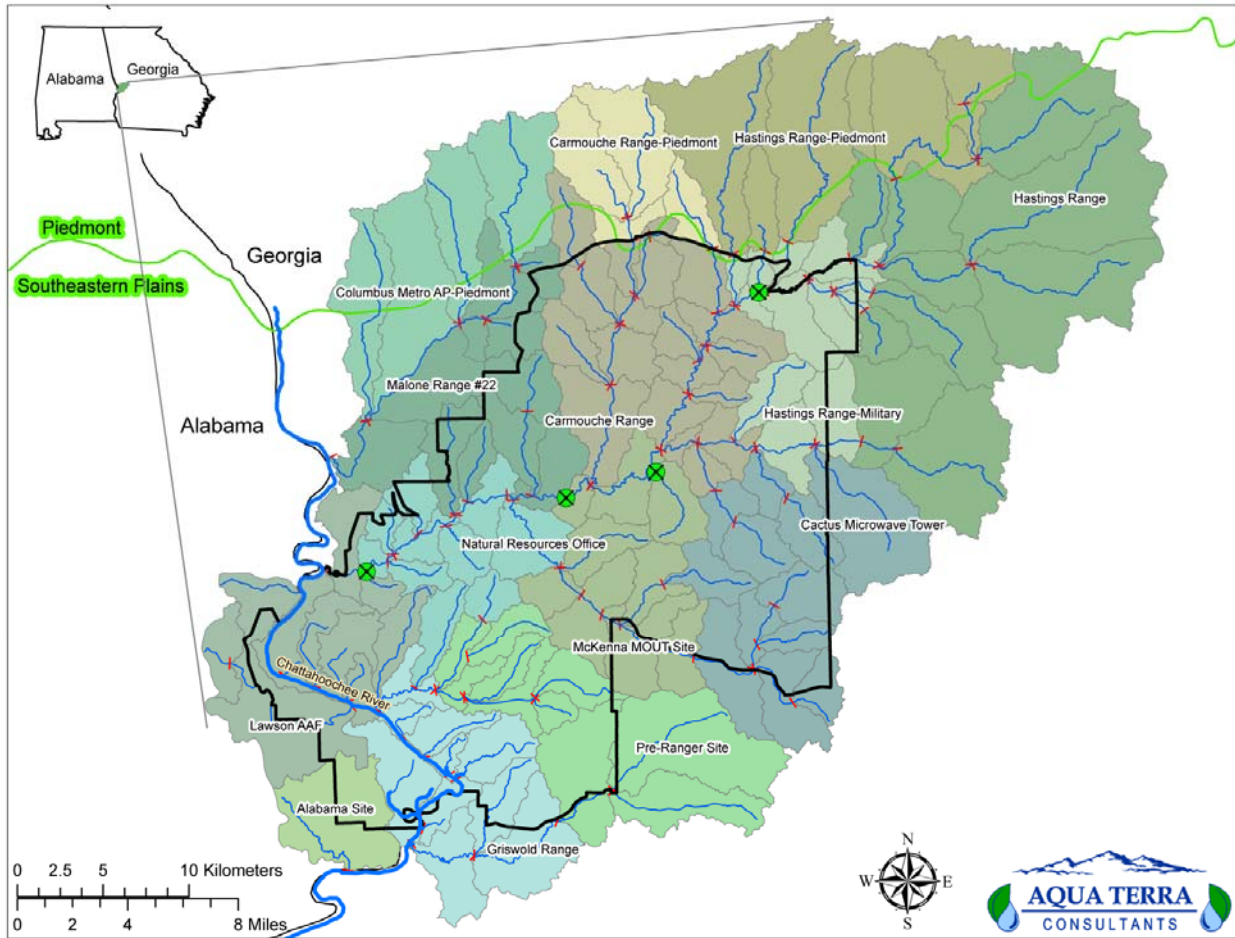 Alabama
Georgia
Carmouche Range-Piedmont
Hastings Range-Piedmont
Hastings Range
Piedmont
Georgia
Southeastern Plains
Columbus Metro AP-Piedmont
Malone Range #22
Alabama
Carmouche Range
Hastings Range-Military
Cactus Microwave Tower
Natural Resources Office
McKenna MOUT Site
Chattahoochee River
Lawson AAF
Pre-Ranger Site
Alabama Site
Griswold Range
0 2.5 5 10 Kilometers
0 2 4 8 Miles
N
W E
S
AQUA TERRA
CONSULTANTS